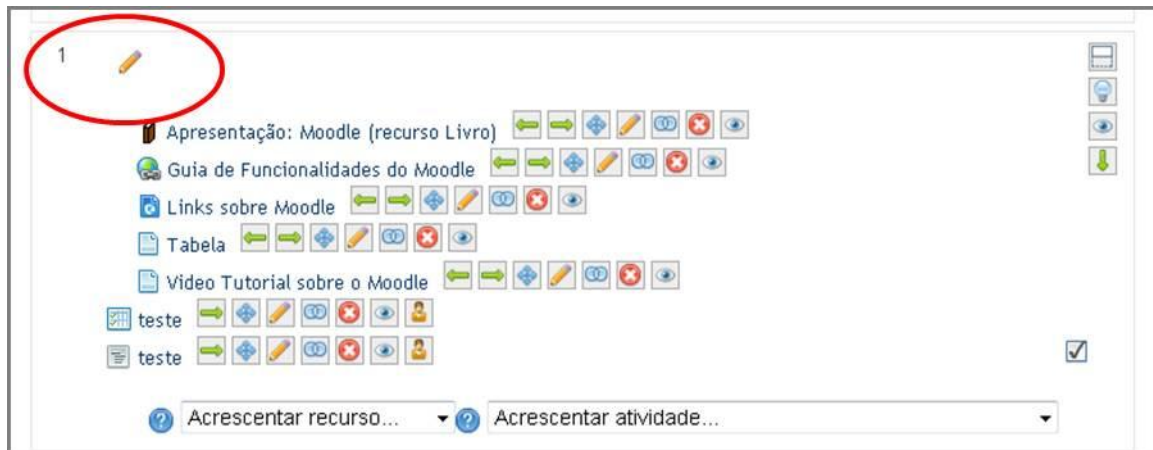 1
Apresentação: Moodle (recurso Livro)
Guia de Funcionalidades do Moodle
Links sobre Moodle
Tabela
Video Tutorial sobre o Moodle
teste
teste
Acrescentar recurso... Acrescentar atividade...